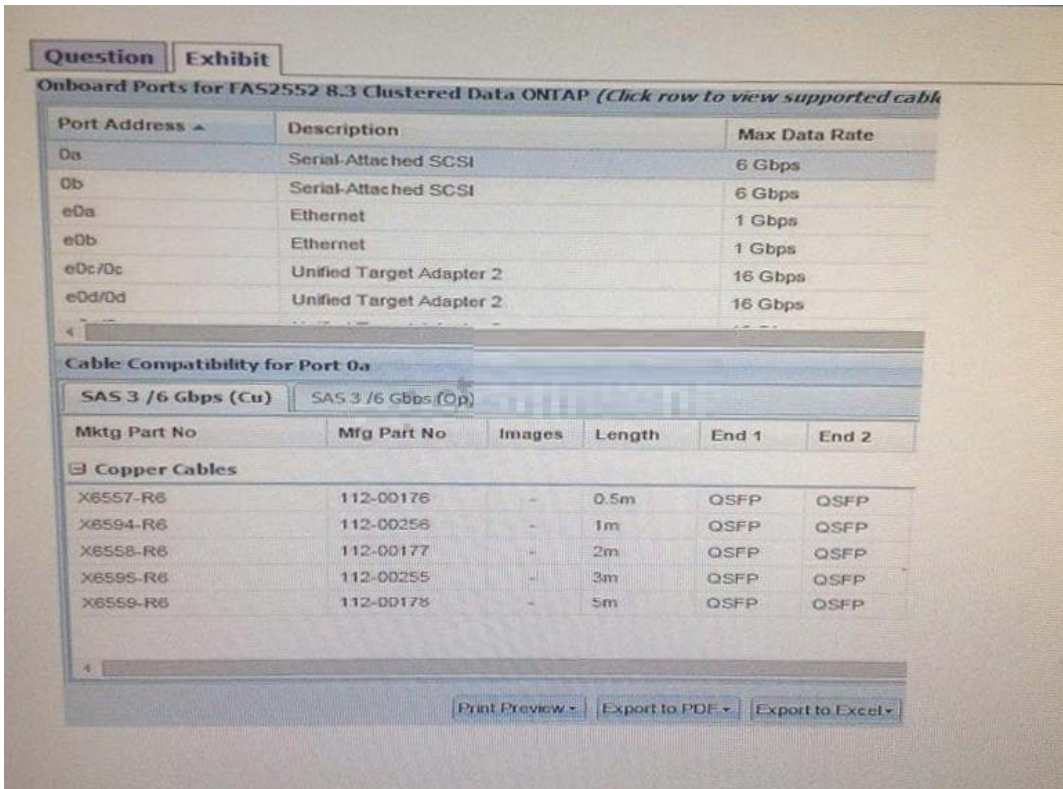 Question Exhibit
Onboard Ports for FAS2552 8.3 Clustered Data ONTAP (Click row to view supported cable
Port Address Description Max Data Rate
0a Serial-Attached SCSI 6 Gbps
0b Serial-Attached SCSI 6 Gbps
e0a Ethernet 1 Gbps
e0b Ethernet 1 Gbps
e0c/0c Unified Target Adapter 2 16 Gbps
e0d/0d Unified Target Adapter 2 16 Gbps
Cable Compatibility for Port 0a
SAS 3 /6 Gbps (Cu) SAS 3 /6 Gbps (Op)
Mktg Part No Mfg Part No Images Length End 1 End 2
Copper Cables
X6557-R6 112-00176 - 0.5m QSFP QSFP
X6594-R6 112-00256 - 1m QSFP QSFP
X6558-R6 112-00177 - 2m QSFP QSFP
X6595-R6 112-00255 - 3m QSFP QSFP
X6559-R6 112-00178 - 5m QSFP QSFP
Print Preview Export to PDF Export to Excel